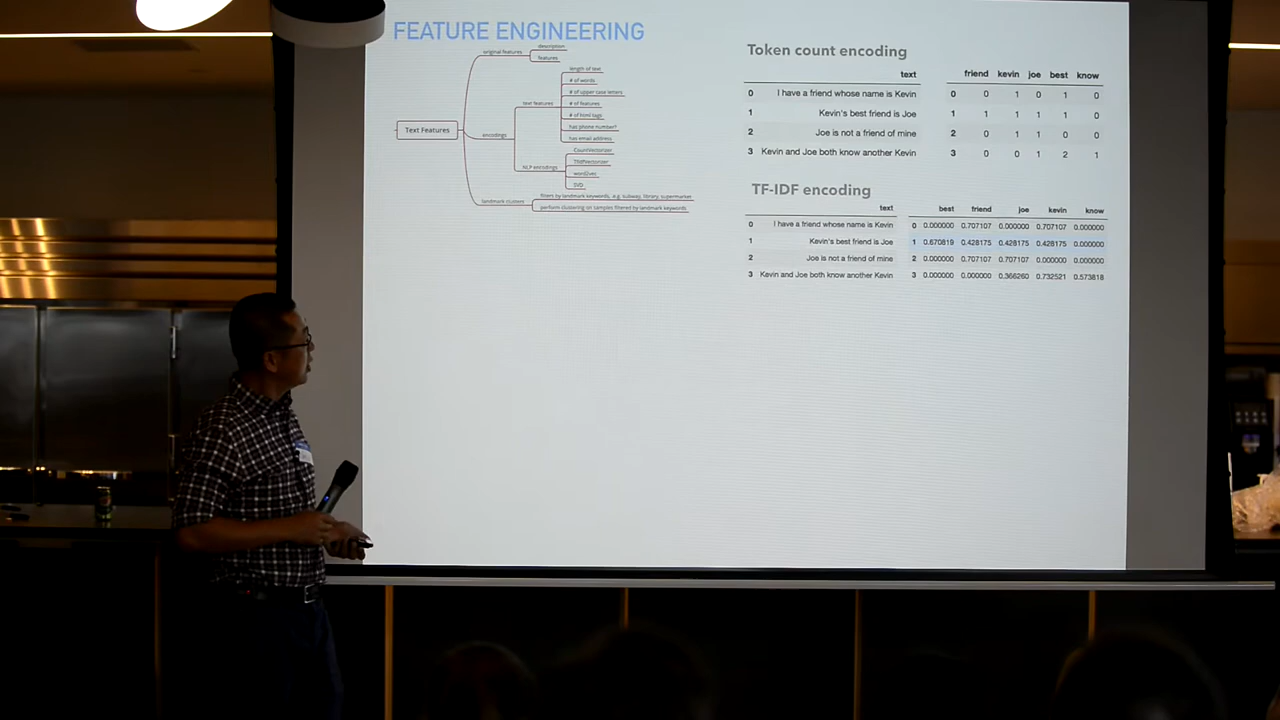 FEATURE ENGINEERING
Text Features
original features
description
features
encodings
text features
length of text
# of words
# of upper case letters
# of features
# of html tags
has phone number?
has email address
NLP encodings
CountVectorizer
TfidfVectorizer
word2vec
SVD
landmark clusters
filters by landmark keywords, e.g. subway, library, supermarket
perform clustering on samples filtered by landmark keywords
Token count encoding
text friend kevin joe best know
0 I have a friend whose name is Kevin 0 0 1 0 1 0
1 Kevin's best friend is Joe 1 1 1 1 1 0
2 Joe is not a friend of mine 2 0 1 1 0 0
3 Kevin and Joe both know another Kevin 3 0 0 1 2 1
TF-IDF encoding
text best friend joe kevin know
0 I have a friend whose name is Kevin 0 0.000000 0.707107 0.000000 0.707107 0.000000
1 Kevin's best friend is Joe 1 0.670819 0.428175 0.428175 0.428175 0.000000
2 Joe is not a friend of mine 2 0.000000 0.707107 0.707107 0.000000 0.000000
3 Kevin and Joe both know another Kevin 3 0.000000 0.000000 0.366260 0.732521 0.573818